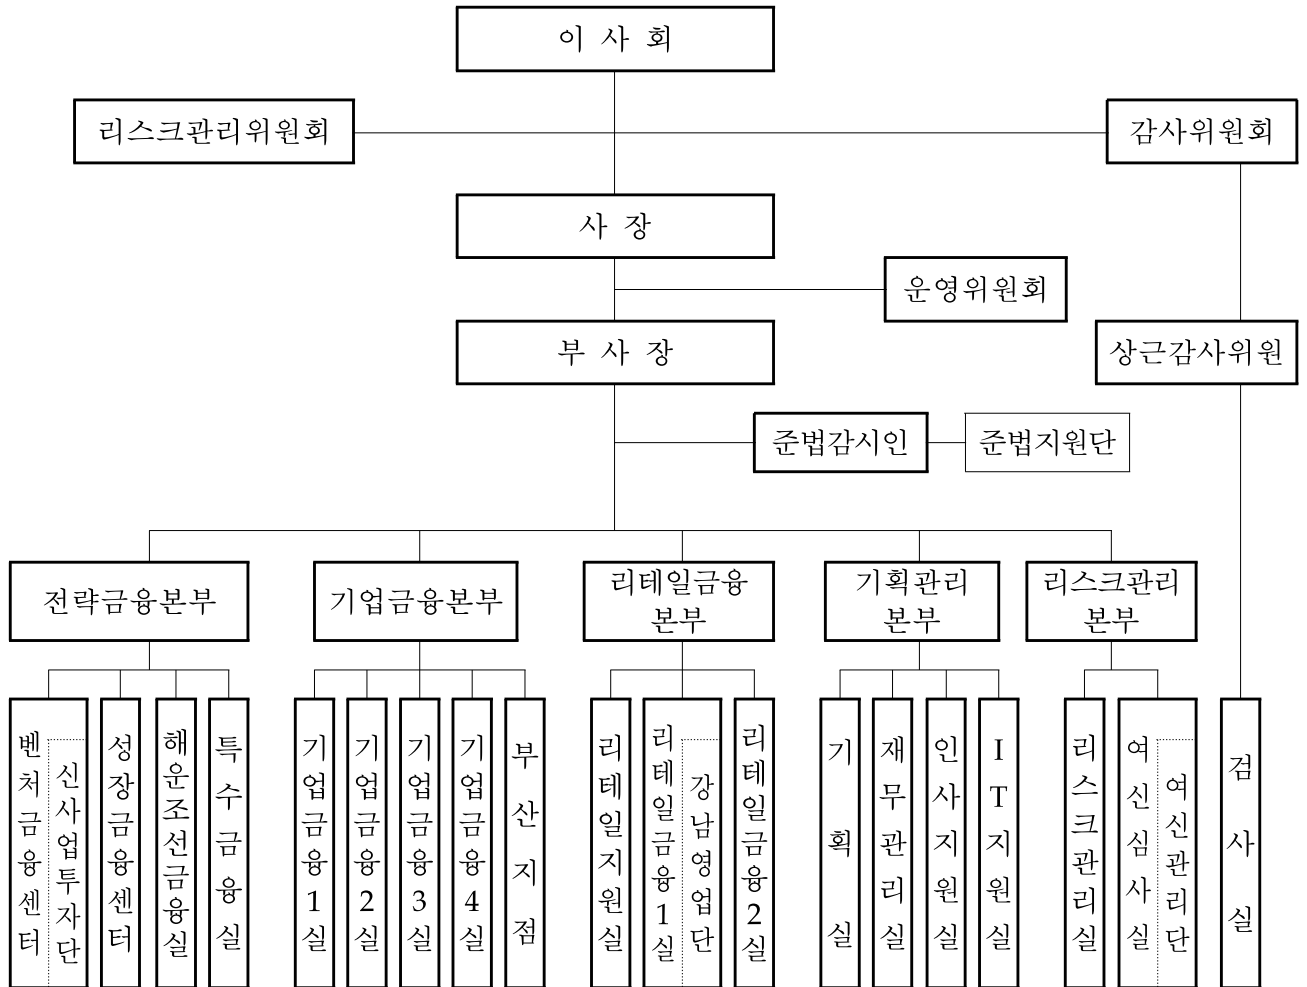 이 사 회
리스크관리위원회
감사위원회
사 장
운영위원회
부 사 장
상근감사위원
준법감시인
준법지원단
전략금융본부
기업금융본부
리테일금융
본부
기획관리
본부
리스크관리
본부
벤처금융센터
신사업투자단
성장금융센터
해운조선금융실
특수금융실
기업금융1실
기업금융2실
기업금융3실
기업금융4실
부산지점
리테일지원실
리테일금융1실
강남영업단
리테일금융2실
기획실
재무관리실
인사지원실
IT지원실
리스크관리실
여신심사실
여신관리단
검사실